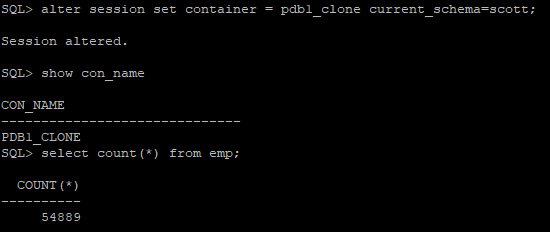 SQL> alter session set container = pdb1_clone current_schema=scott;
Session altered.
SQL> show con_name
CON_NAME
------------------------------
PDB1_CLONE
SQL> select count(*) from emp;
COUNT(*)
----------
54889